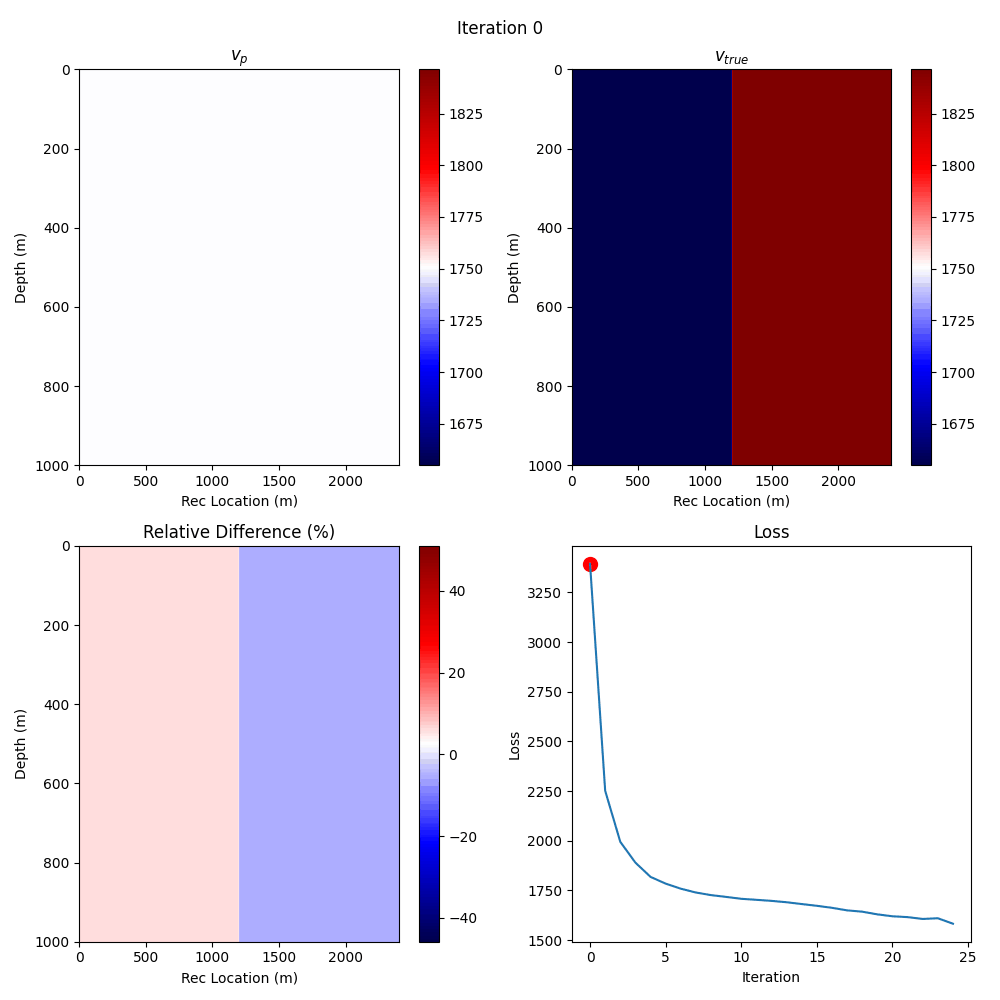 Iteration 0
v_p
0
200
400
600
800
1000
Depth (m)
0 500 1000 1500 2000
Rec Location (m)
1825
1800
1775
1750
1725
1700
1675
v_true
0
200
400
600
800
1000
Depth (m)
0 500 1000 1500 2000
Rec Location (m)
1825
1800
1775
1750
1725
1700
1675
Relative Difference (%)
0
200
400
600
800
1000
Depth (m)
0 500 1000 1500 2000
Rec Location (m)
40
20
0
−20
−40
Loss
3250
3000
2750
2500
2250
2000
1750
1500
Loss
0 5 10 15 20 25
Iteration